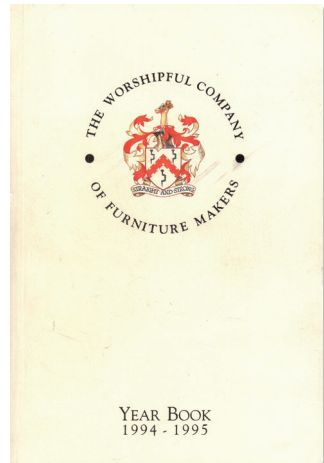 THE WORSHIPFUL COMPANY
OF FURNITURE MAKERS
STRAIGHT AND STRONG
YEAR BOOK
1994 - 1995